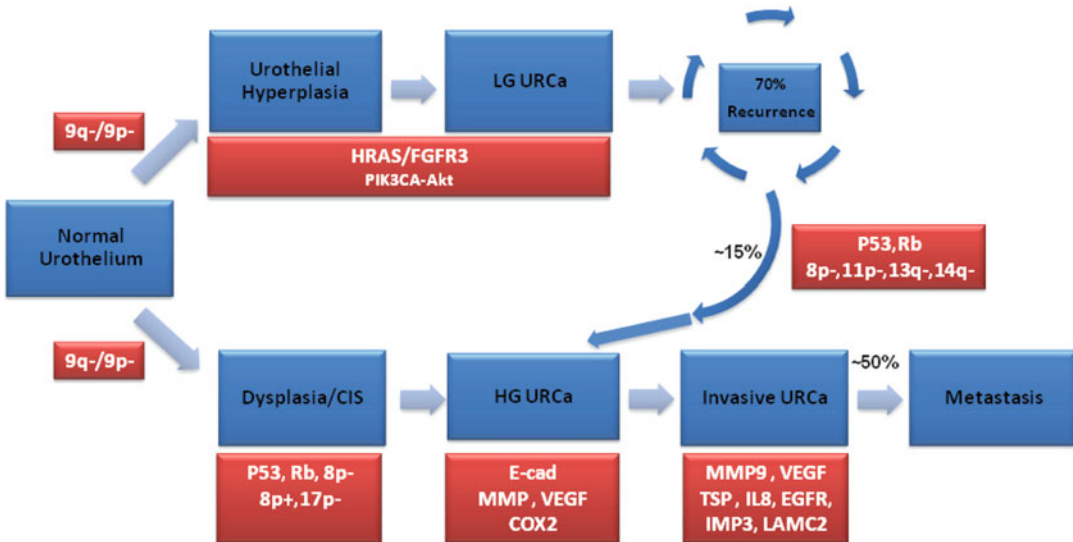 Urothelial
Hyperplasia
LG URCa
70%
Recurrence
9q-/9p-
HRAS/FGFR3
PIK3CA-Akt
Normal
Urothelium
~15%
P53,Rb
8p-,11p-,13q-,14q-
9q-/9p-
Dysplasia/CIS
HG URCa
Invasive URCa
~50%
Metastasis
P53, Rb, 8p-
8p+,17p-
E-cad
MMP , VEGF
COX2
MMP9 , VEGF
TSP , IL8, EGFR,
IMP3, LAMC2